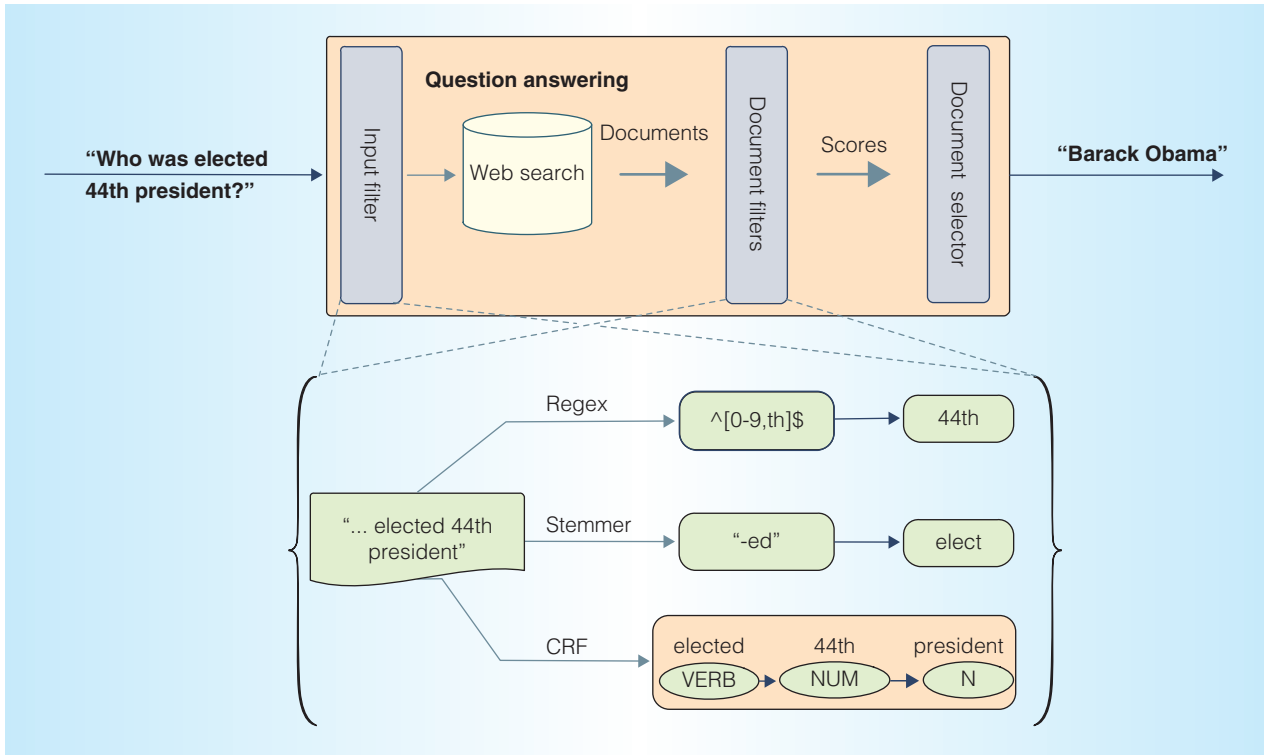 Question answering
“Who was elected
44th president?”
Input filter
Web search
Documents
Document filters
Scores
Document selector
“Barack Obama”
Regex
^[0-9,th]$
44th
“... elected 44th
president”
Stemmer
“-ed”
elect
CRF
elected 44th president
VERB NUM N